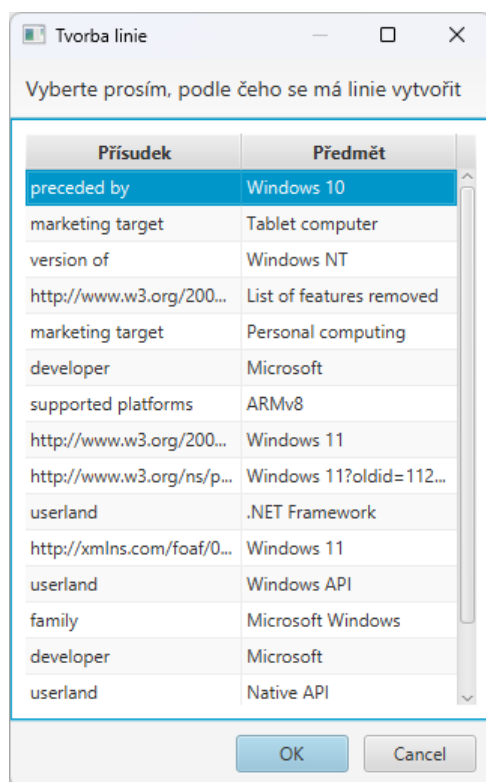 Tvorba linie
Vyberte prosím, podle čeho se má linie vytvořit
Přísudek Předmět
preceded by Windows 10
marketing target Tablet computer
version of Windows NT
http://www.w3.org/200... List of features removed
marketing target Personal computing
developer Microsoft
supported platforms ARMv8
http://www.w3.org/200... Windows 11
http://www.w3.org/ns/p... Windows 11?oldid=112...
userland .NET Framework
http://xmlns.com/foaf/0... Windows 11
userland Windows API
family Microsoft Windows
developer Microsoft
userland Native API
OK Cancel